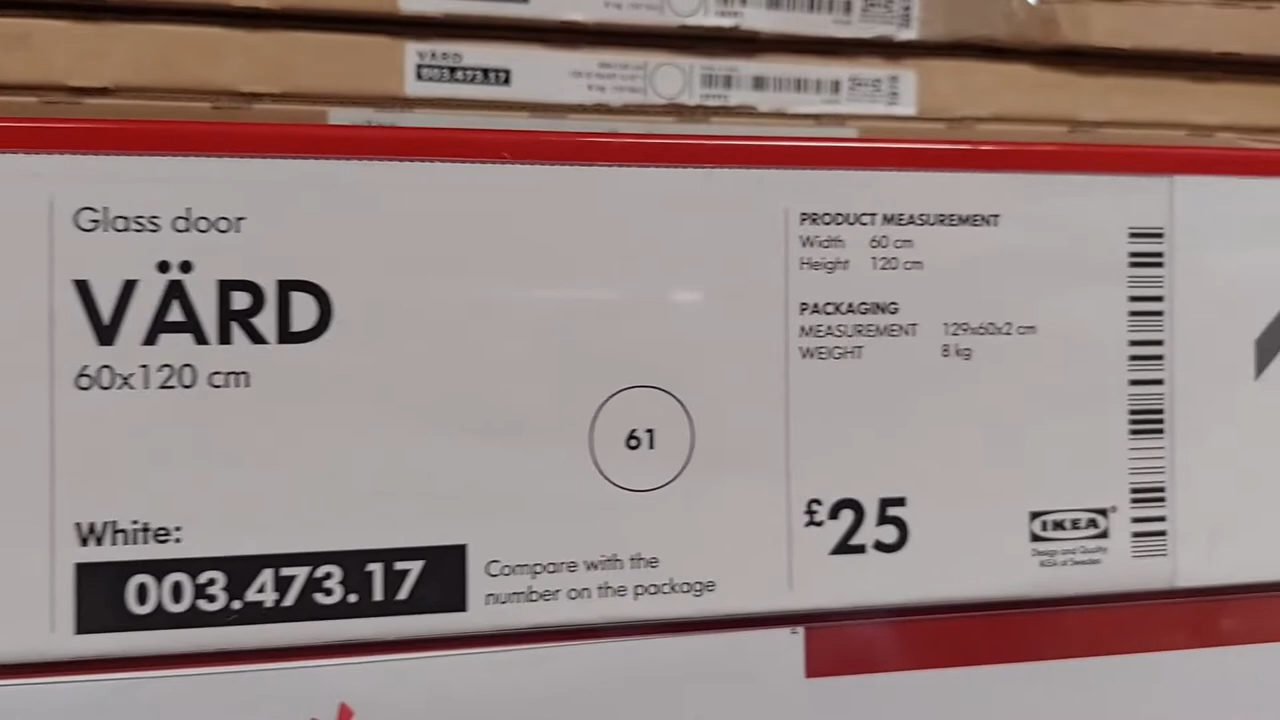 VÄRD
003.473.17
Glass door
VÄRD
60x120 cm
61
White:
003.473.17
Compare with the
number on the package
PRODUCT MEASUREMENT
Width 60 cm
Height 120 cm
PACKAGING
MEASUREMENT 129x60x2 cm
WEIGHT 8 kg
£25
IKEA
Design and Quality
IKEA of Sweden